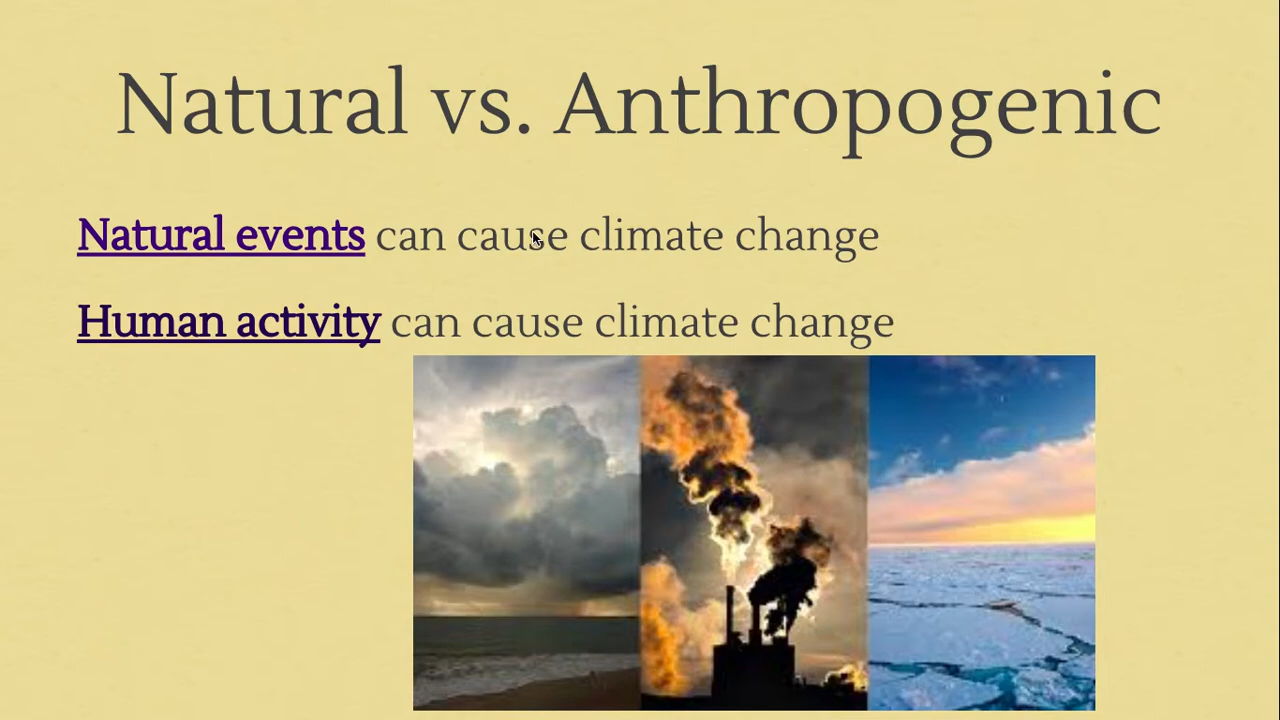 Natural vs. Anthropogenic
Natural events can cause climate change
Human activity can cause climate change